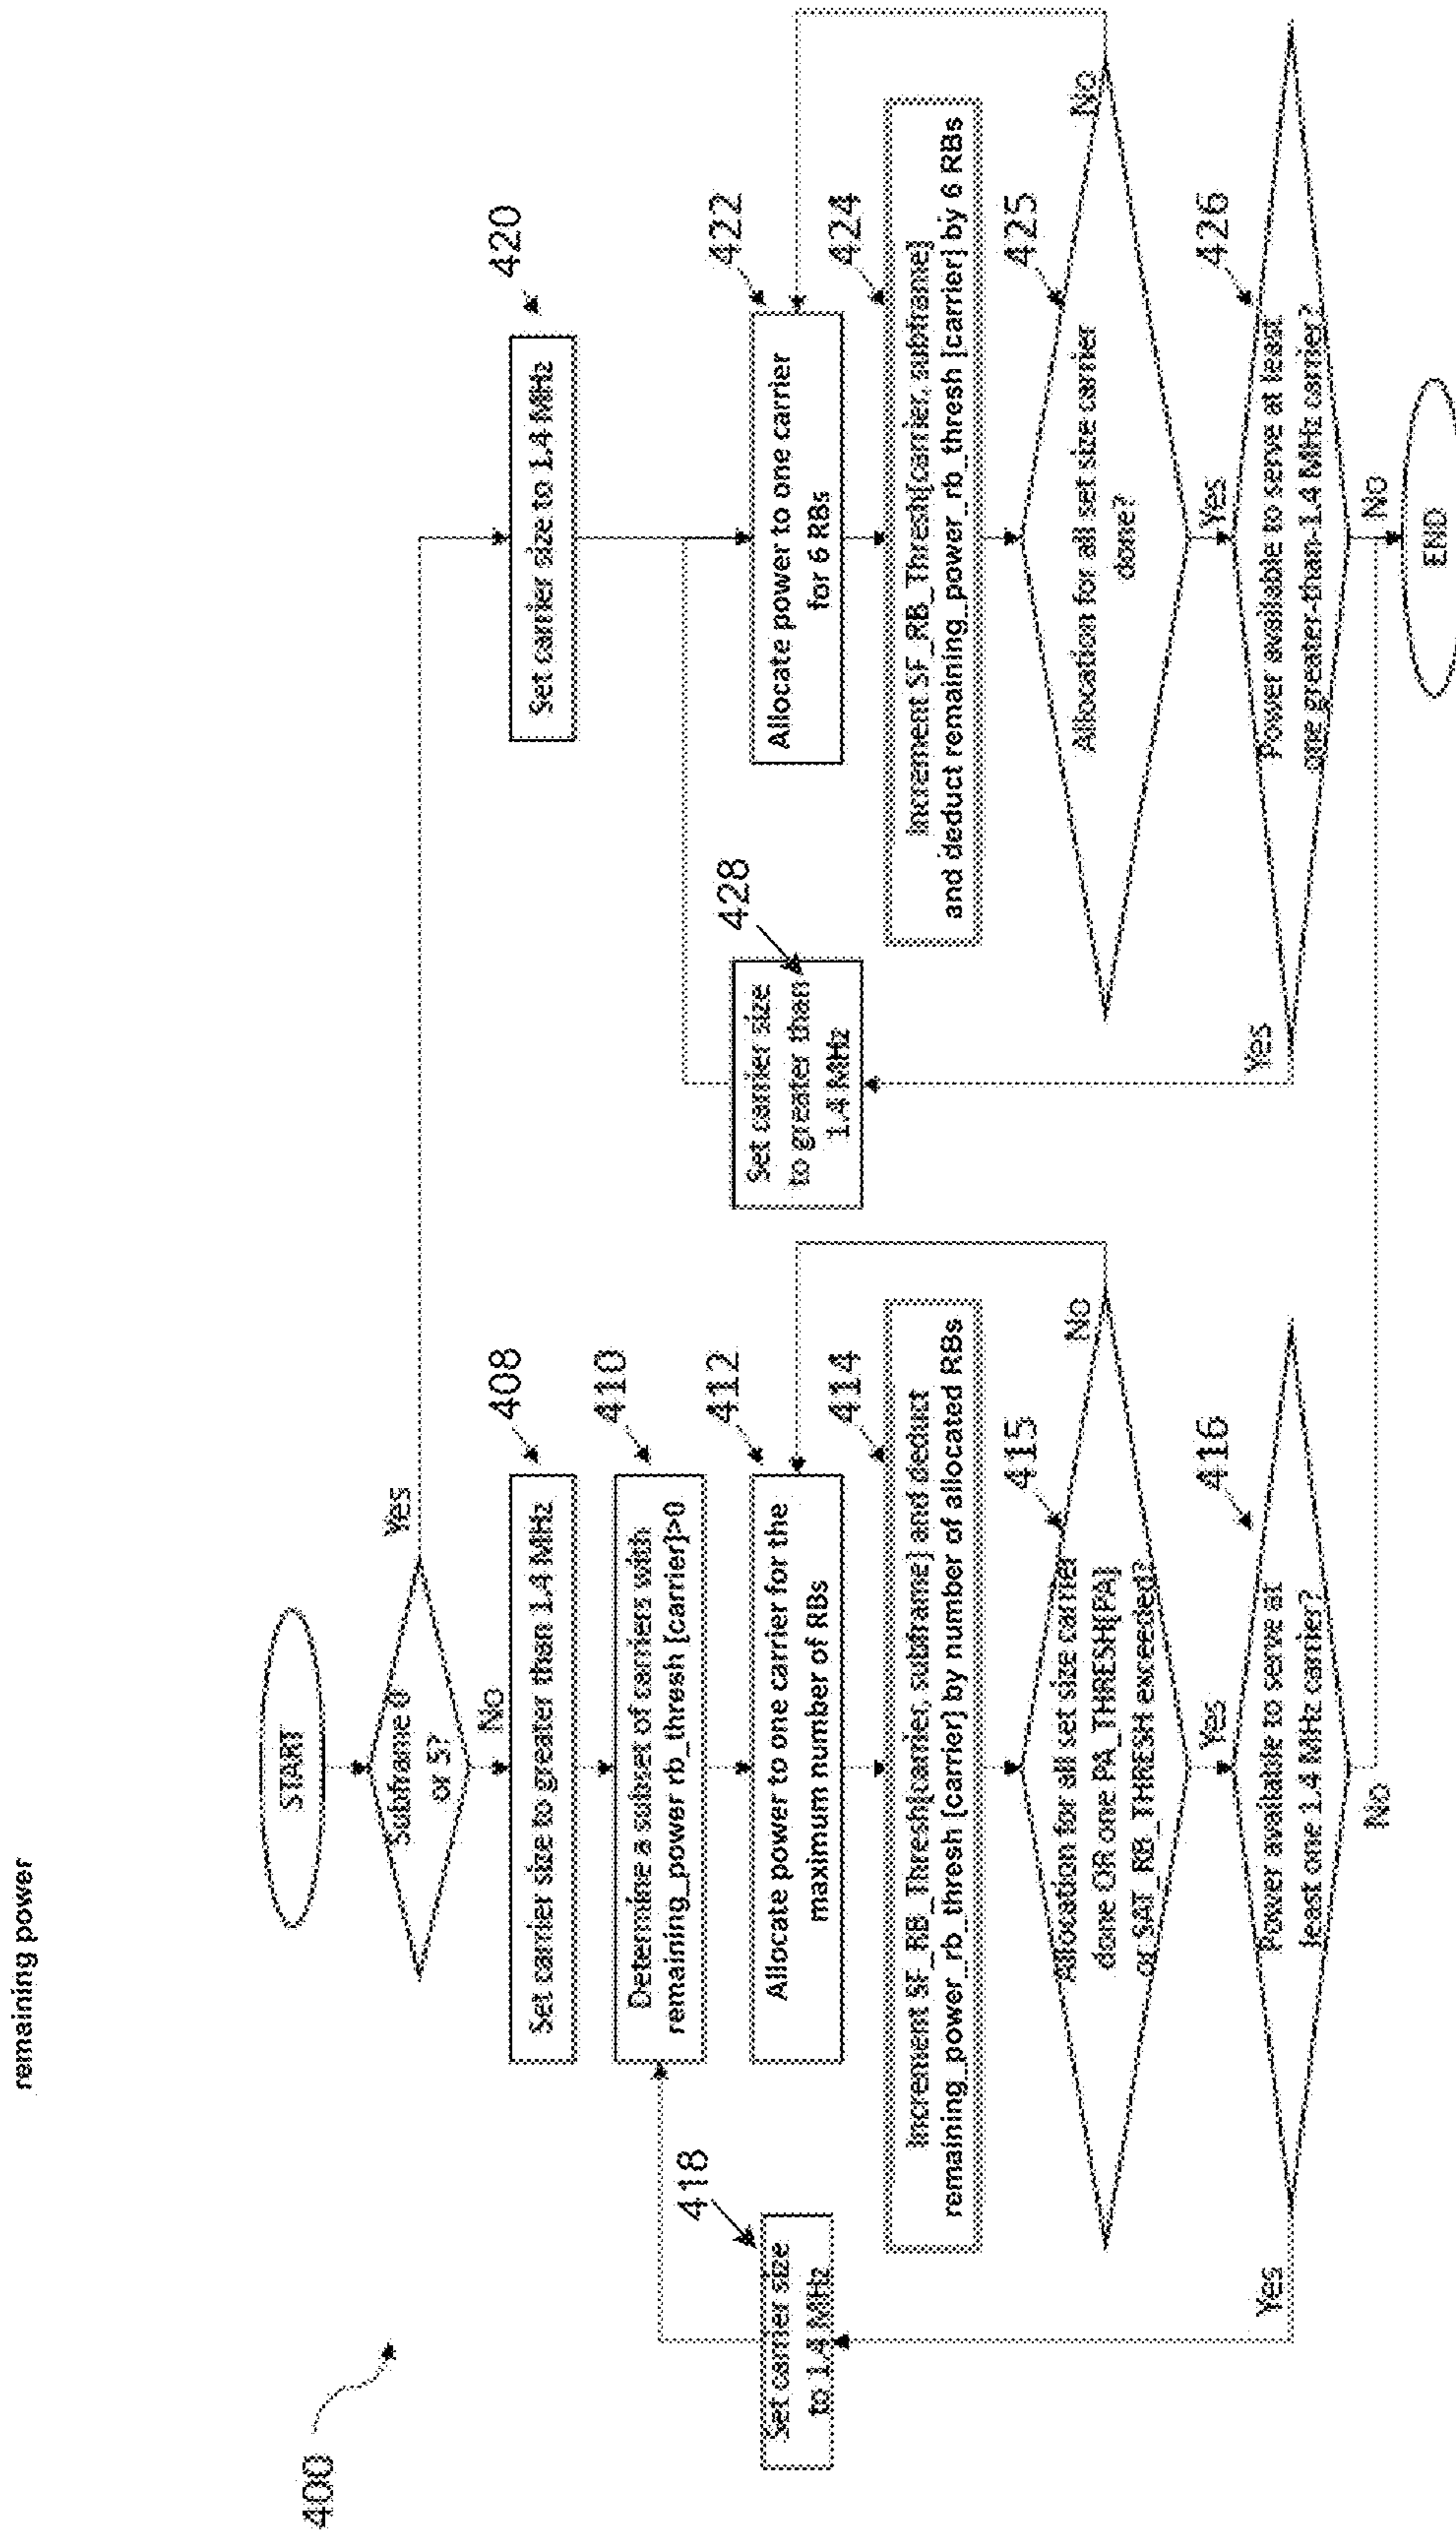 remaining power
400
START
Subframe 0
or 5?
Yes
No
Set carrier size to greater than 1.4 MHz
408
Determine a subset of carriers with
remaining_power rb_thresh [carrier]>0
410
Allocate power to one carrier for the
maximum number of RBs
412
Increment SF_RB_Thresh[carrier, subframe] and deduct
remaining_power_rb_thresh [carrier] by number of allocated RBs
414
Allocation for all set size carrier
done OR one PA_THRESH[PA]
or SAT_RB_THRESH exceeded?
415
No
Yes
Power available to serve at
least one 1.4 MHz carrier?
416
Yes
No
Set carrier size
to 1.4 MHz
418
Set carrier size to 1.4 MHz
420
Allocate power to one carrier
for 6 RBs
422
Increment SF_RB_Thresh[carrier, subframe]
and deduct remaining_power_rb_thresh [carrier] by 6 RBs
424
Allocation for all set size carrier
done?
425
No
Yes
Power available to serve at least
one greater-than-1.4 MHz carrier?
426
Yes
No
Set carrier size
to greater than
1.4 MHz
428
END